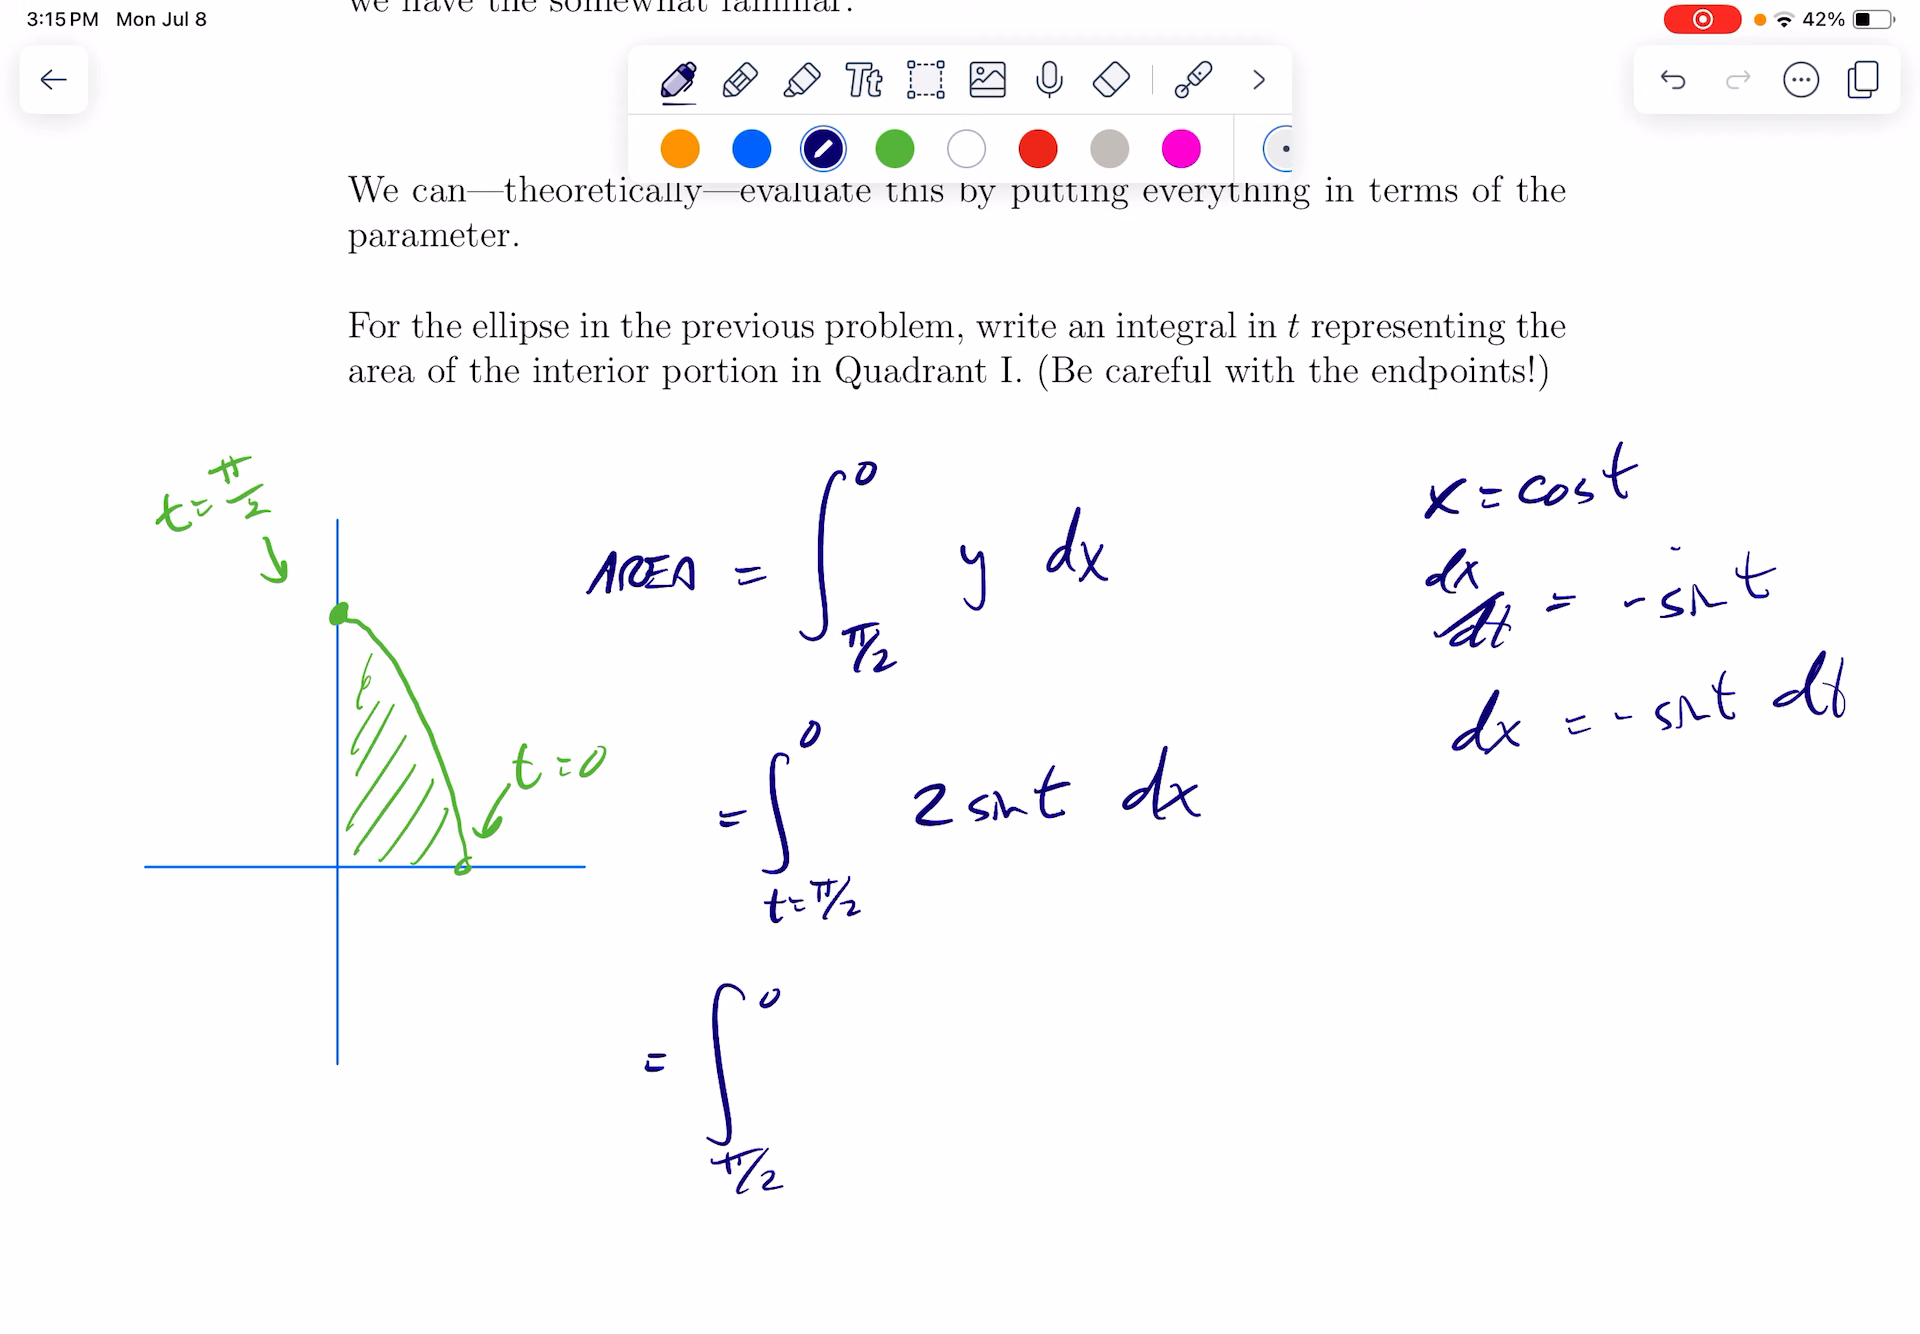 3:15 PM Mon Jul 8
42%
we have the somewhat familiar:
Tt
We can—theoretically—evaluate this by putting everything in terms of the
parameter.
For the ellipse in the previous problem, write an integral in t representing the
area of the interior portion in Quadrant I. (Be careful with the endpoints!)
t = π/2
t = 0
AREA = ∫_{π/2}^{0} y dx
= ∫_{t=π/2}^{0} 2 sin t dx
= ∫_{π/2}^{0}
x = cos t
dx/dt = - sin t
dx = - sin t dt